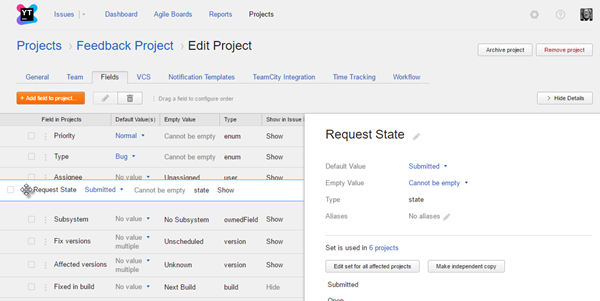 YT
Issues Dashboard Agile Boards Reports Projects
Projects › Feedback Project › Edit Project
Archive project Remove project
General Team Fields VCS Notification Templates TeamCity Integration Time Tracking Workflow
+ Add field to project... Drag a field to configure order > Hide Details
Field in Projects Default Value(s) Empty Value Type Show in Issue
Priority Normal Cannot be empty enum Show
Type Bug Cannot be empty enum Show
Assignee No value Unassigned user Show
Request State Submitted Cannot be empty state Show
Subsystem No value No Subsystem ownedField Show
Fix versions No value multiple Unscheduled version Show
Affected versions No value multiple Unknown version Show
Fixed in build No value Next Build build Hide
Request State
Default Value Submitted
Empty Value Cannot be empty
Type state
Aliases No aliases
Set is used in 6 projects
Edit set for all affected projects Make independent copy
Submitted
Open